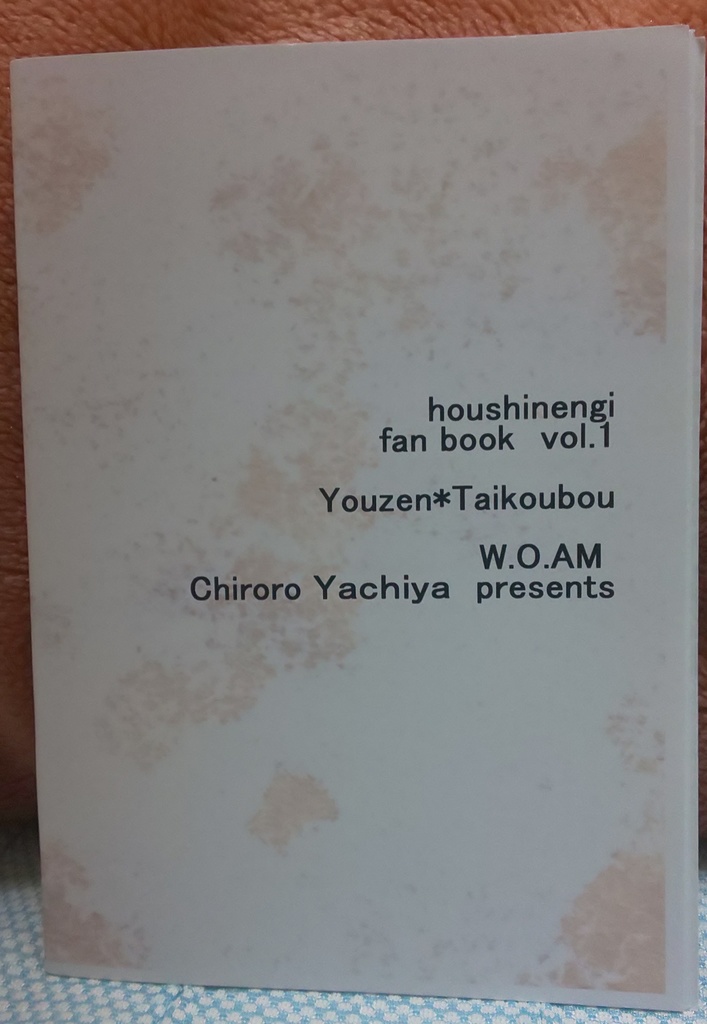 houshinengi
fan book vol.1
Youzen*Taikoubou
W.O.AM
Chiroro Yachiya presents